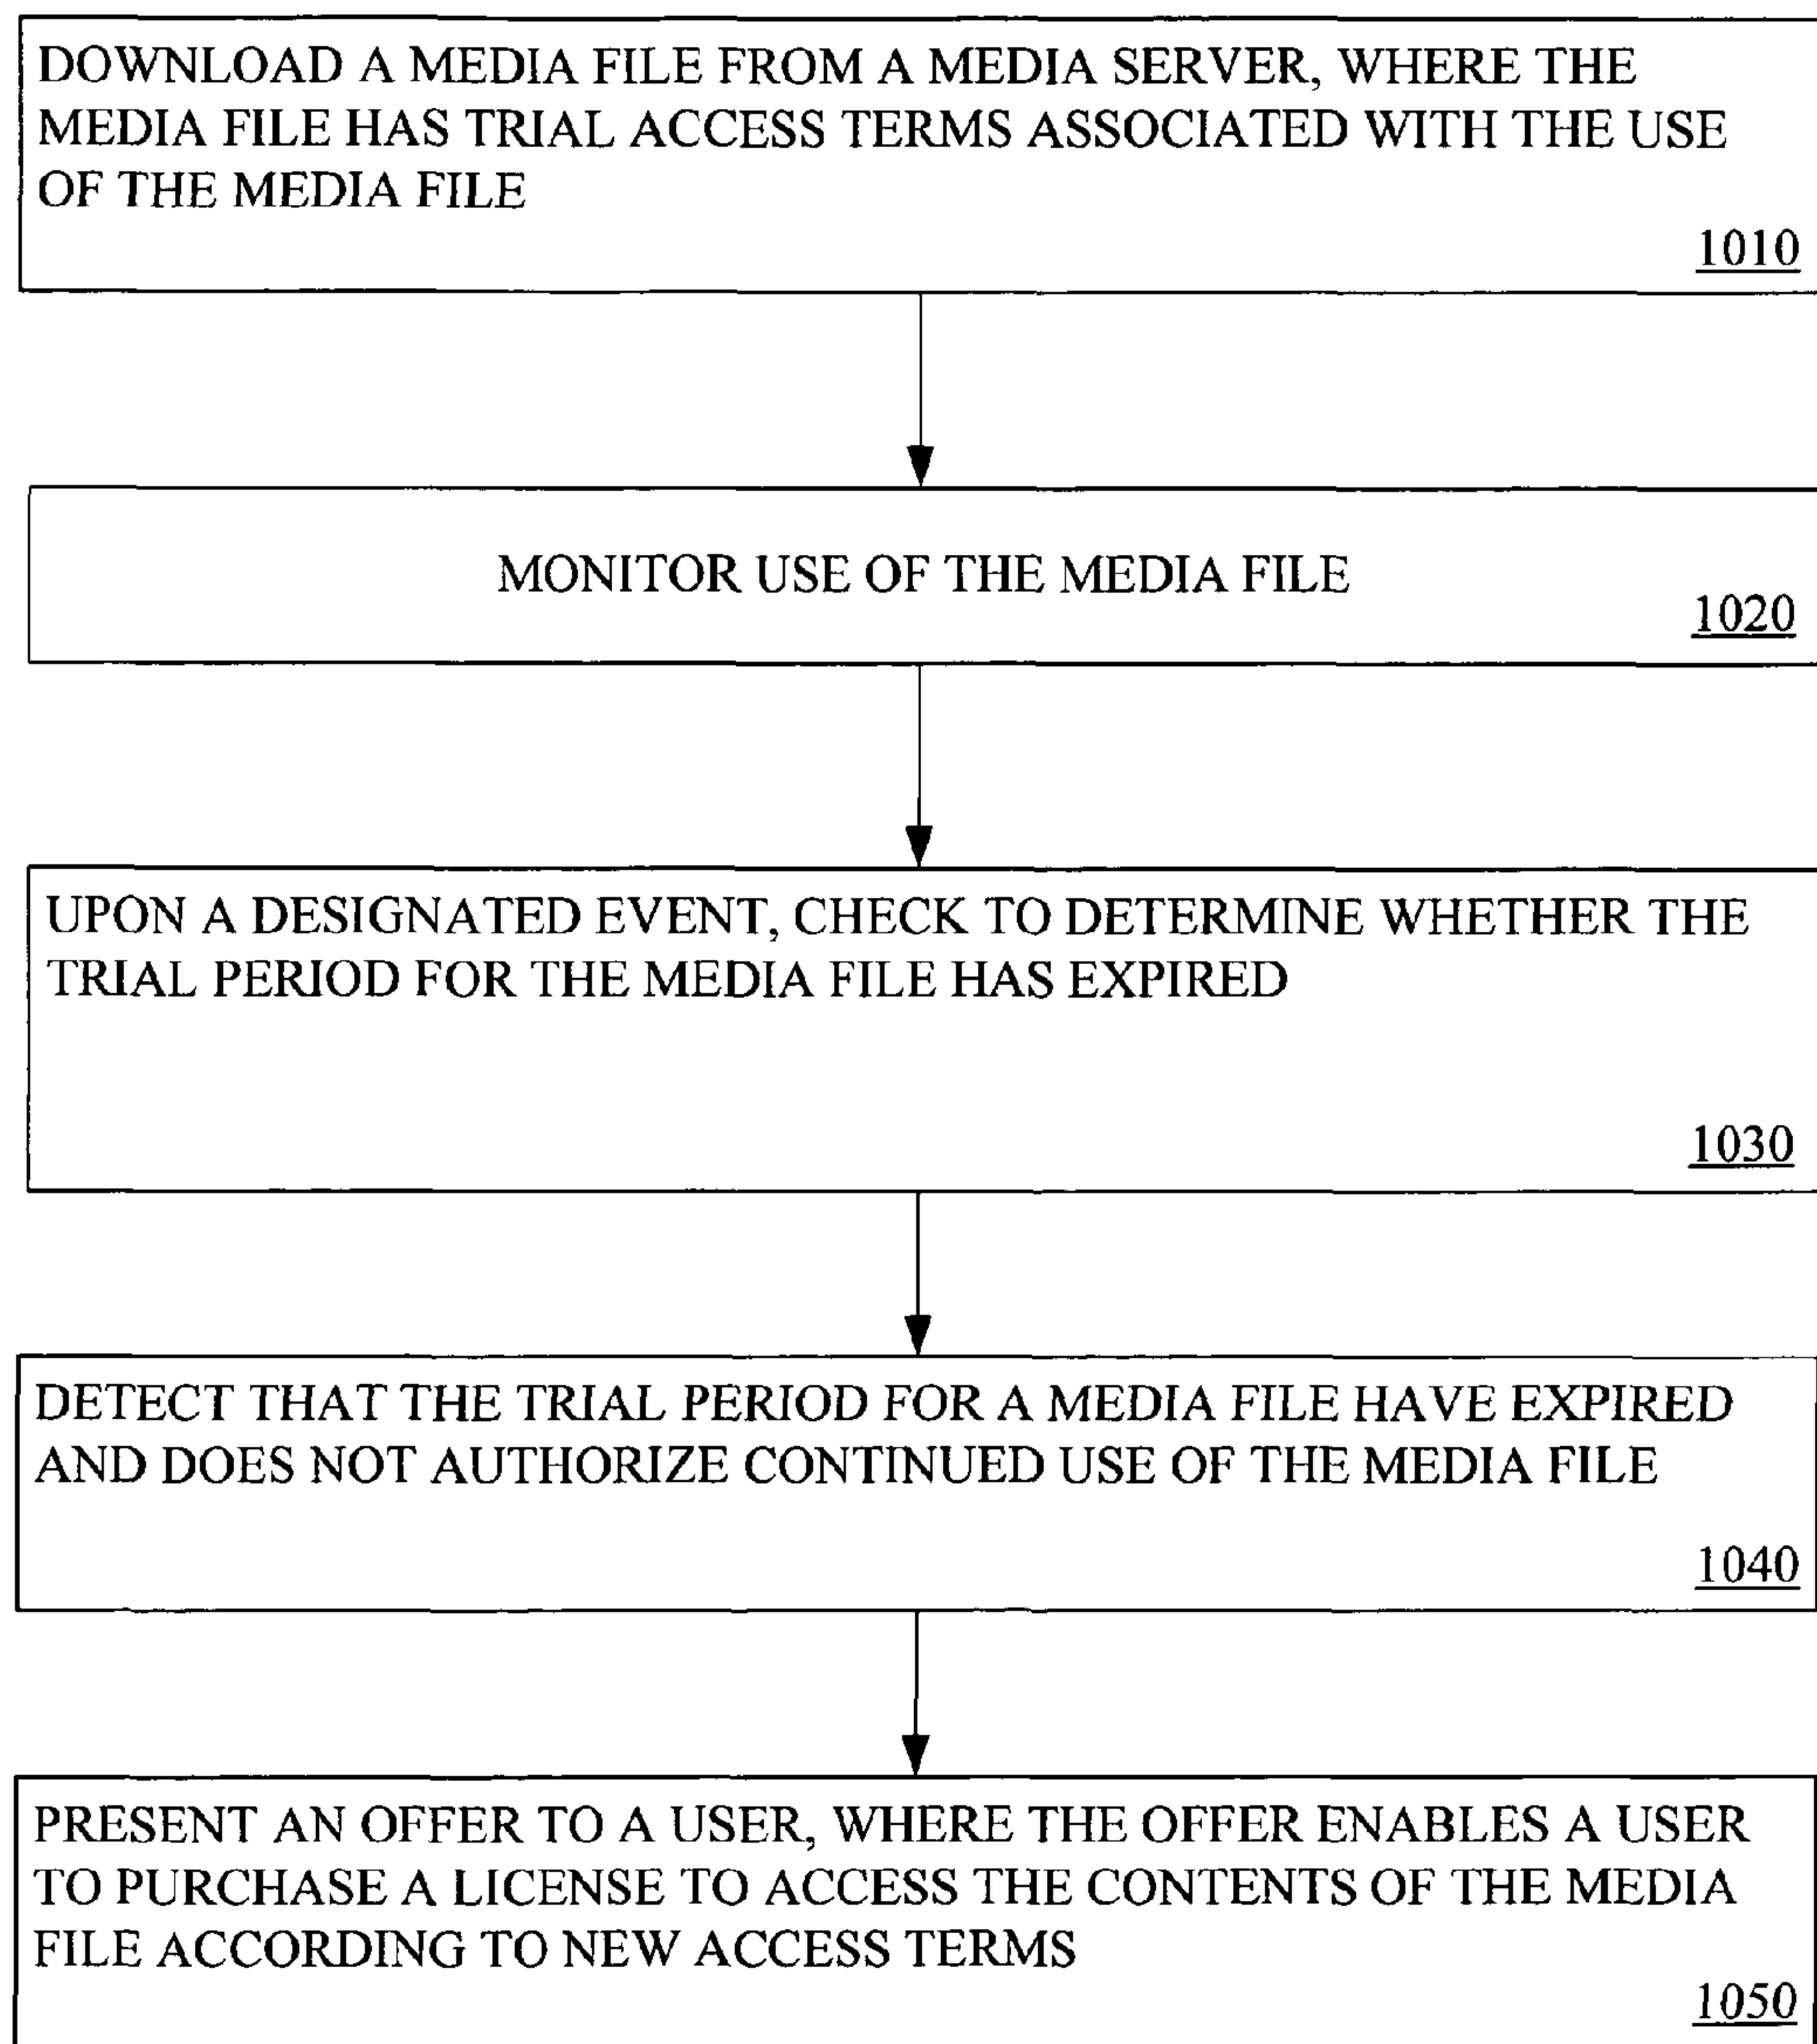 DOWNLOAD A MEDIA FILE FROM A MEDIA SERVER, WHERE THE
MEDIA FILE HAS TRIAL ACCESS TERMS ASSOCIATED WITH THE USE
OF THE MEDIA FILE
1010
MONITOR USE OF THE MEDIA FILE
1020
UPON A DESIGNATED EVENT, CHECK TO DETERMINE WHETHER THE
TRIAL PERIOD FOR THE MEDIA FILE HAS EXPIRED
1030
DETECT THAT THE TRIAL PERIOD FOR A MEDIA FILE HAVE EXPIRED
AND DOES NOT AUTHORIZE CONTINUED USE OF THE MEDIA FILE
1040
PRESENT AN OFFER TO A USER, WHERE THE OFFER ENABLES A USER
TO PURCHASE A LICENSE TO ACCESS THE CONTENTS OF THE MEDIA
FILE ACCORDING TO NEW ACCESS TERMS
1050